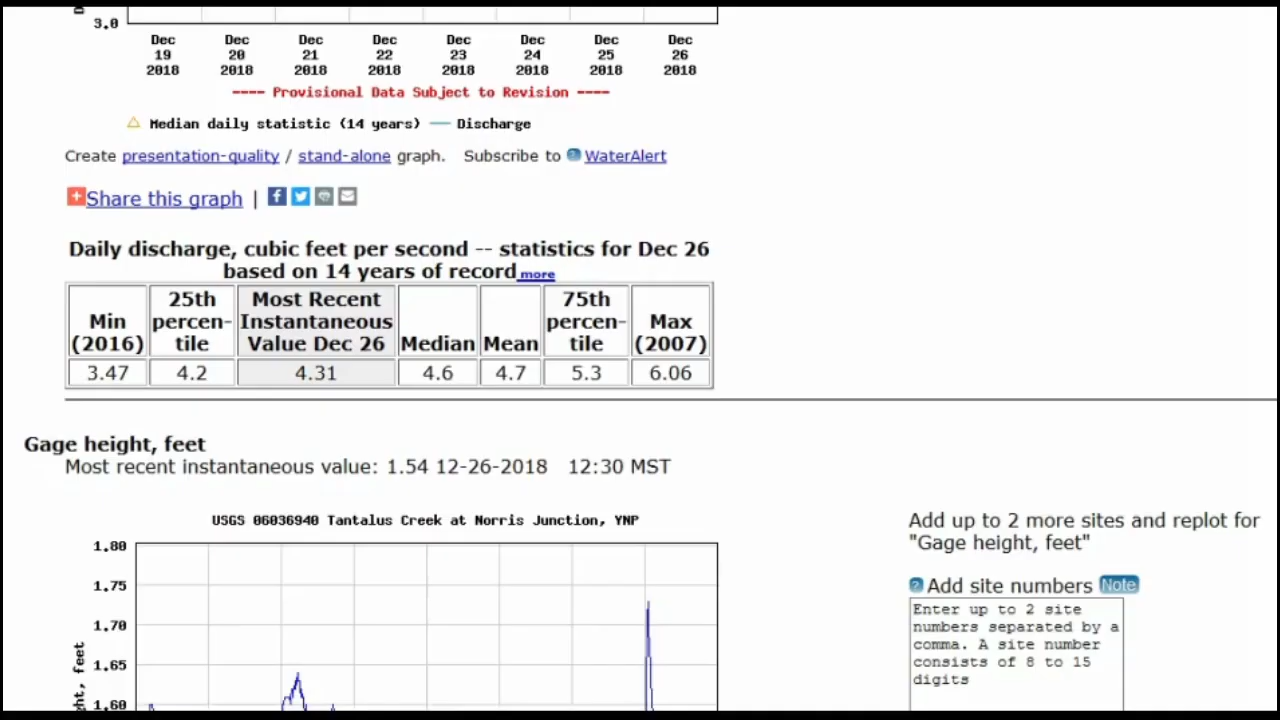 3.0
Dec Dec Dec Dec Dec Dec Dec Dec
19 20 21 22 23 24 25 26
2018 2018 2018 2018 2018 2018 2018 2018
---- Provisional Data Subject to Revision ----
Median daily statistic (14 years) Discharge
Create presentation-quality / stand-alone graph. Subscribe to WaterAlert
Share this graph |
Daily discharge, cubic feet per second -- statistics for Dec 26
based on 14 years of record more
Min (2016) 25th percen-tile Most Recent Instantaneous Value Dec 26 Median Mean 75th percen-tile Max (2007)
3.47 4.2 4.31 4.6 4.7 5.3 6.06
Gage height, feet
Most recent instantaneous value: 1.54 12-26-2018 12:30 MST
USGS 06036940 Tantalus Creek at Norris Junction, YNP
1.80
1.75
1.70
1.65
1.60
ht, feet
Add up to 2 more sites and replot for
"Gage height, feet"
? Add site numbers Note
Enter up to 2 site
numbers separated by a
comma. A site number
consists of 8 to 15
digits